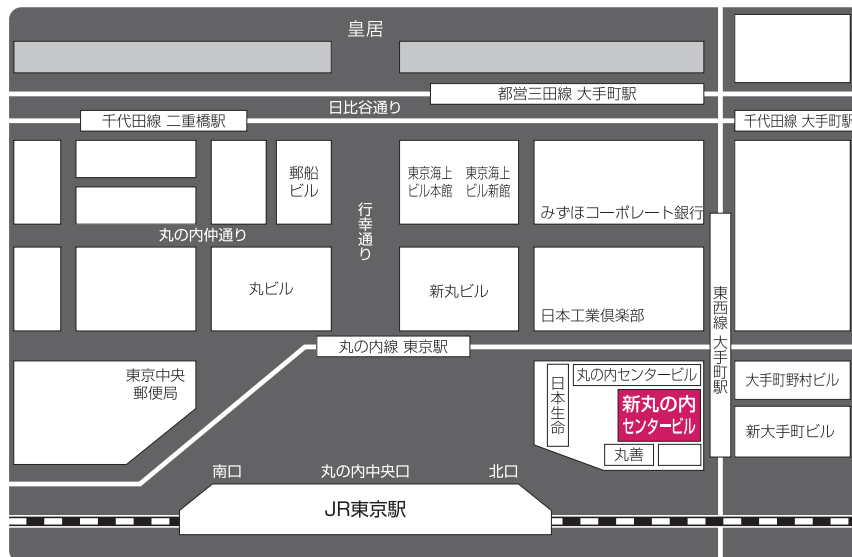 皇居
都営三田線 大手町駅
日比谷通り
千代田線 二重橋駅
千代田線 大手町駅
郵船
ビル
東京海上
ビル本館
東京海上
ビル新館
行幸通り
みずほコーポレート銀行
丸の内仲通り
丸ビル
新丸ビル
日本工業倶楽部
東西線 大手町駅
丸の内線 東京駅
東京中央
郵便局
日本生命
丸の内センタービル
新丸の内
センタービル
大手町野村ビル
新大手町ビル
丸善
南口
丸の内中央口
北口
JR東京駅